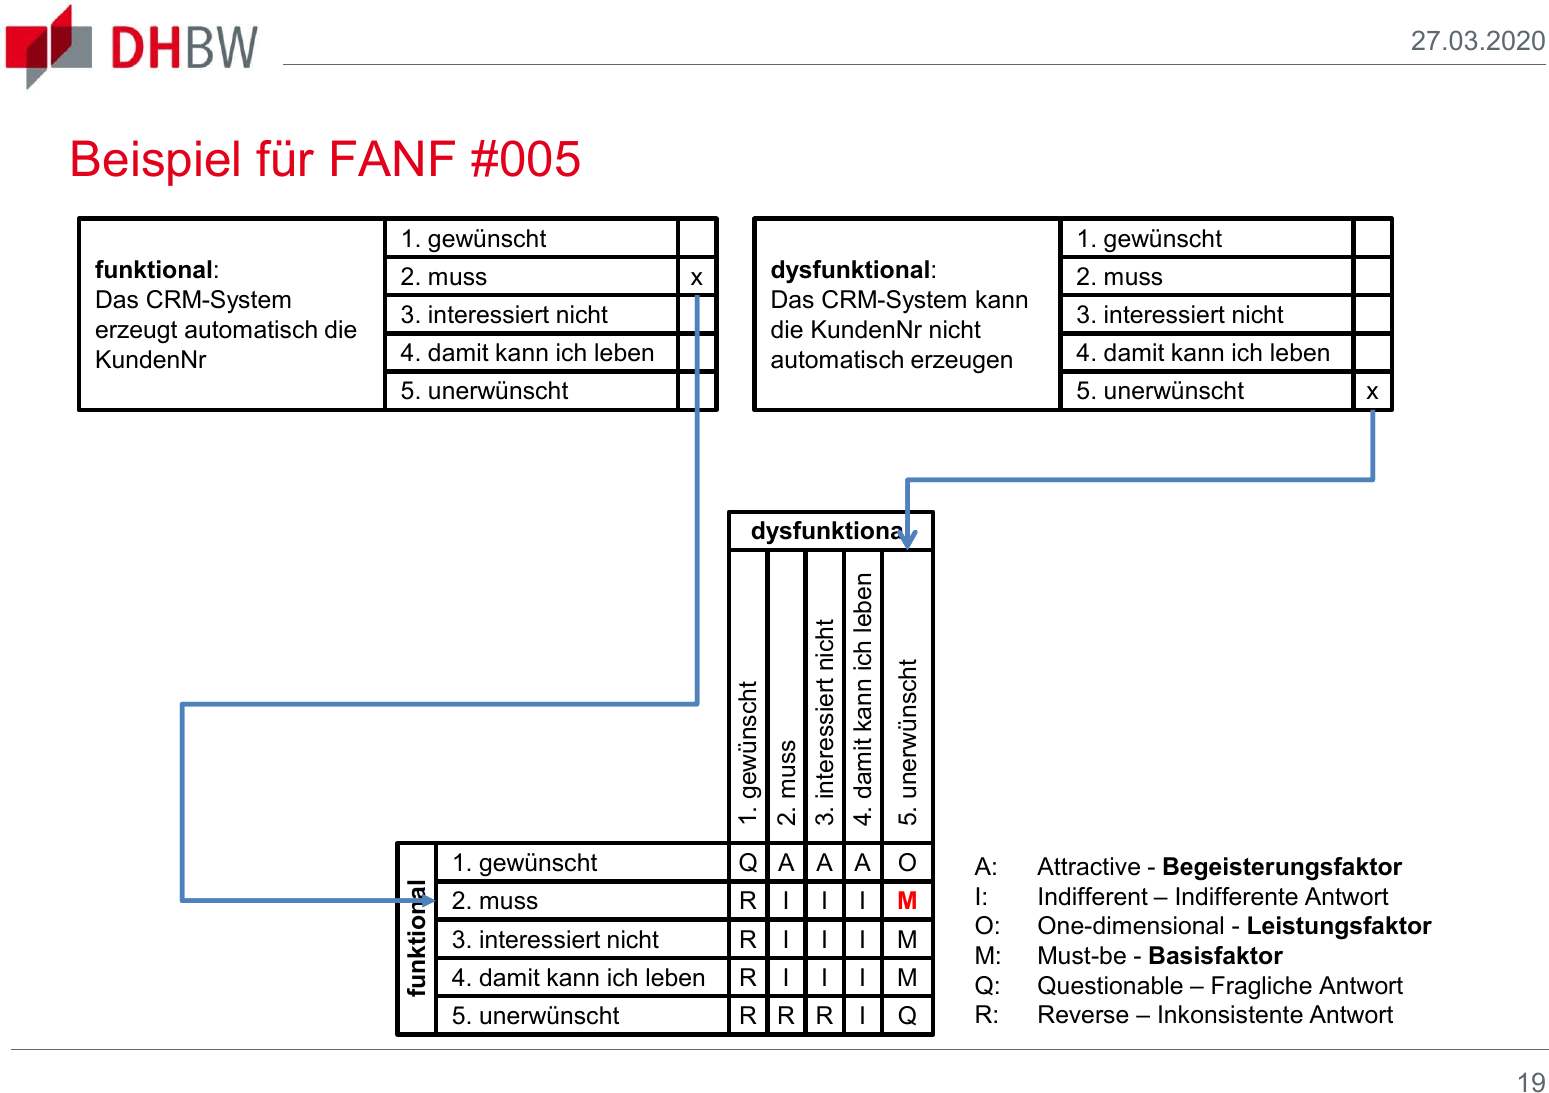 DHBW
27.03.2020
Beispiel für FANF #005
funktional:
Das CRM-System
erzeugt automatisch die
KundenNr
1. gewünscht
2. muss x
3. interessiert nicht
4. damit kann ich leben
5. unerwünscht
dysfunktional:
Das CRM-System kann
die KundenNr nicht
automatisch erzeugen
1. gewünscht
2. muss
3. interessiert nicht
4. damit kann ich leben
5. unerwünscht x
dysfunktiona
1. gewünscht
2. muss
3. interessiert nicht
4. damit kann ich leben
5. unerwünscht
funktional
1. gewünscht Q A A A O
2. muss R I I I M
3. interessiert nicht R I I I M
4. damit kann ich leben R I I I M
5. unerwünscht R R R I Q
A: Attractive - Begeisterungsfaktor
I: Indifferent – Indifferente Antwort
O: One-dimensional - Leistungsfaktor
M: Must-be - Basisfaktor
Q: Questionable – Fragliche Antwort
R: Reverse – Inkonsistente Antwort
19